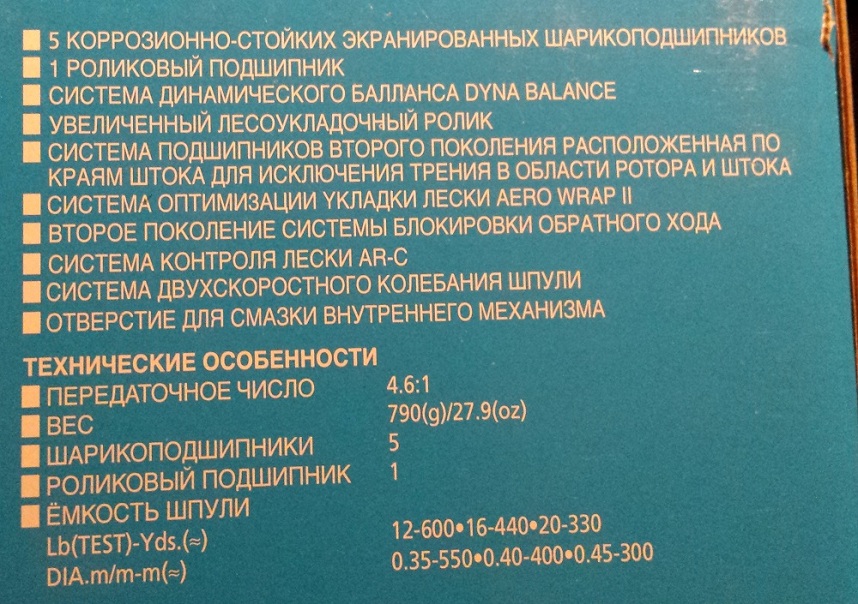 ■ 5 КОРРОЗИОННО-СТОЙКИХ ЭКРАНИРОВАННЫХ ШАРИКОПОДШИПНИКОВ
■ 1 РОЛИКОВЫЙ ПОДШИПНИК
■ СИСТЕМА ДИНАМИЧЕСКОГО БАЛЛАНСА DYNA BALANCE
■ УВЕЛИЧЕННЫЙ ЛЕСОУКЛАДОЧНЫЙ РОЛИК
■ СИСТЕМА ПОДШИПНИКОВ ВТОРОГО ПОКОЛЕНИЯ РАСПОЛОЖЕННАЯ ПО
КРАЯМ ШТОКА ДЛЯ ИСКЛЮЧЕНИЯ ТРЕНИЯ В ОБЛАСТИ РОТОРА И ШТОКА
■ СИСТЕМА ОПТИМИЗАЦИИ YКЛАДКИ ЛЕСКИ AERO WRAP II
■ ВТОРОЕ ПОКОЛЕНИЕ СИСТЕМЫ БЛОКИРОВКИ ОБРАТНОГО ХОДА
■ СИСТЕМА КОНТРОЛЯ ЛЕСКИ AR-C
■ СИСТЕМА ДВУХСКОРОСТНОГО КОЛЕБАНИЯ ШПУЛИ
■ ОТВЕРСТИЕ ДЛЯ СМАЗКИ ВНУТРЕННЕГО МЕХАНИЗМА
ТЕХНИЧЕСКИЕ ОСОБЕННОСТИ
■ ПЕРЕДАТОЧНОЕ ЧИСЛО 4.6:1
■ ВЕС 790(g)/27.9(oz)
■ ШАРИКОПОДШИПНИКИ 5
■ РОЛИКОВЫЙ ПОДШИПНИК 1
■ ЁМКОСТЬ ШПУЛИ
Lb(TEST)-Yds.(≈) 12-600•16-440•20-330
DIA.m/m-m(≈) 0.35-550•0.40-400•0.45-300